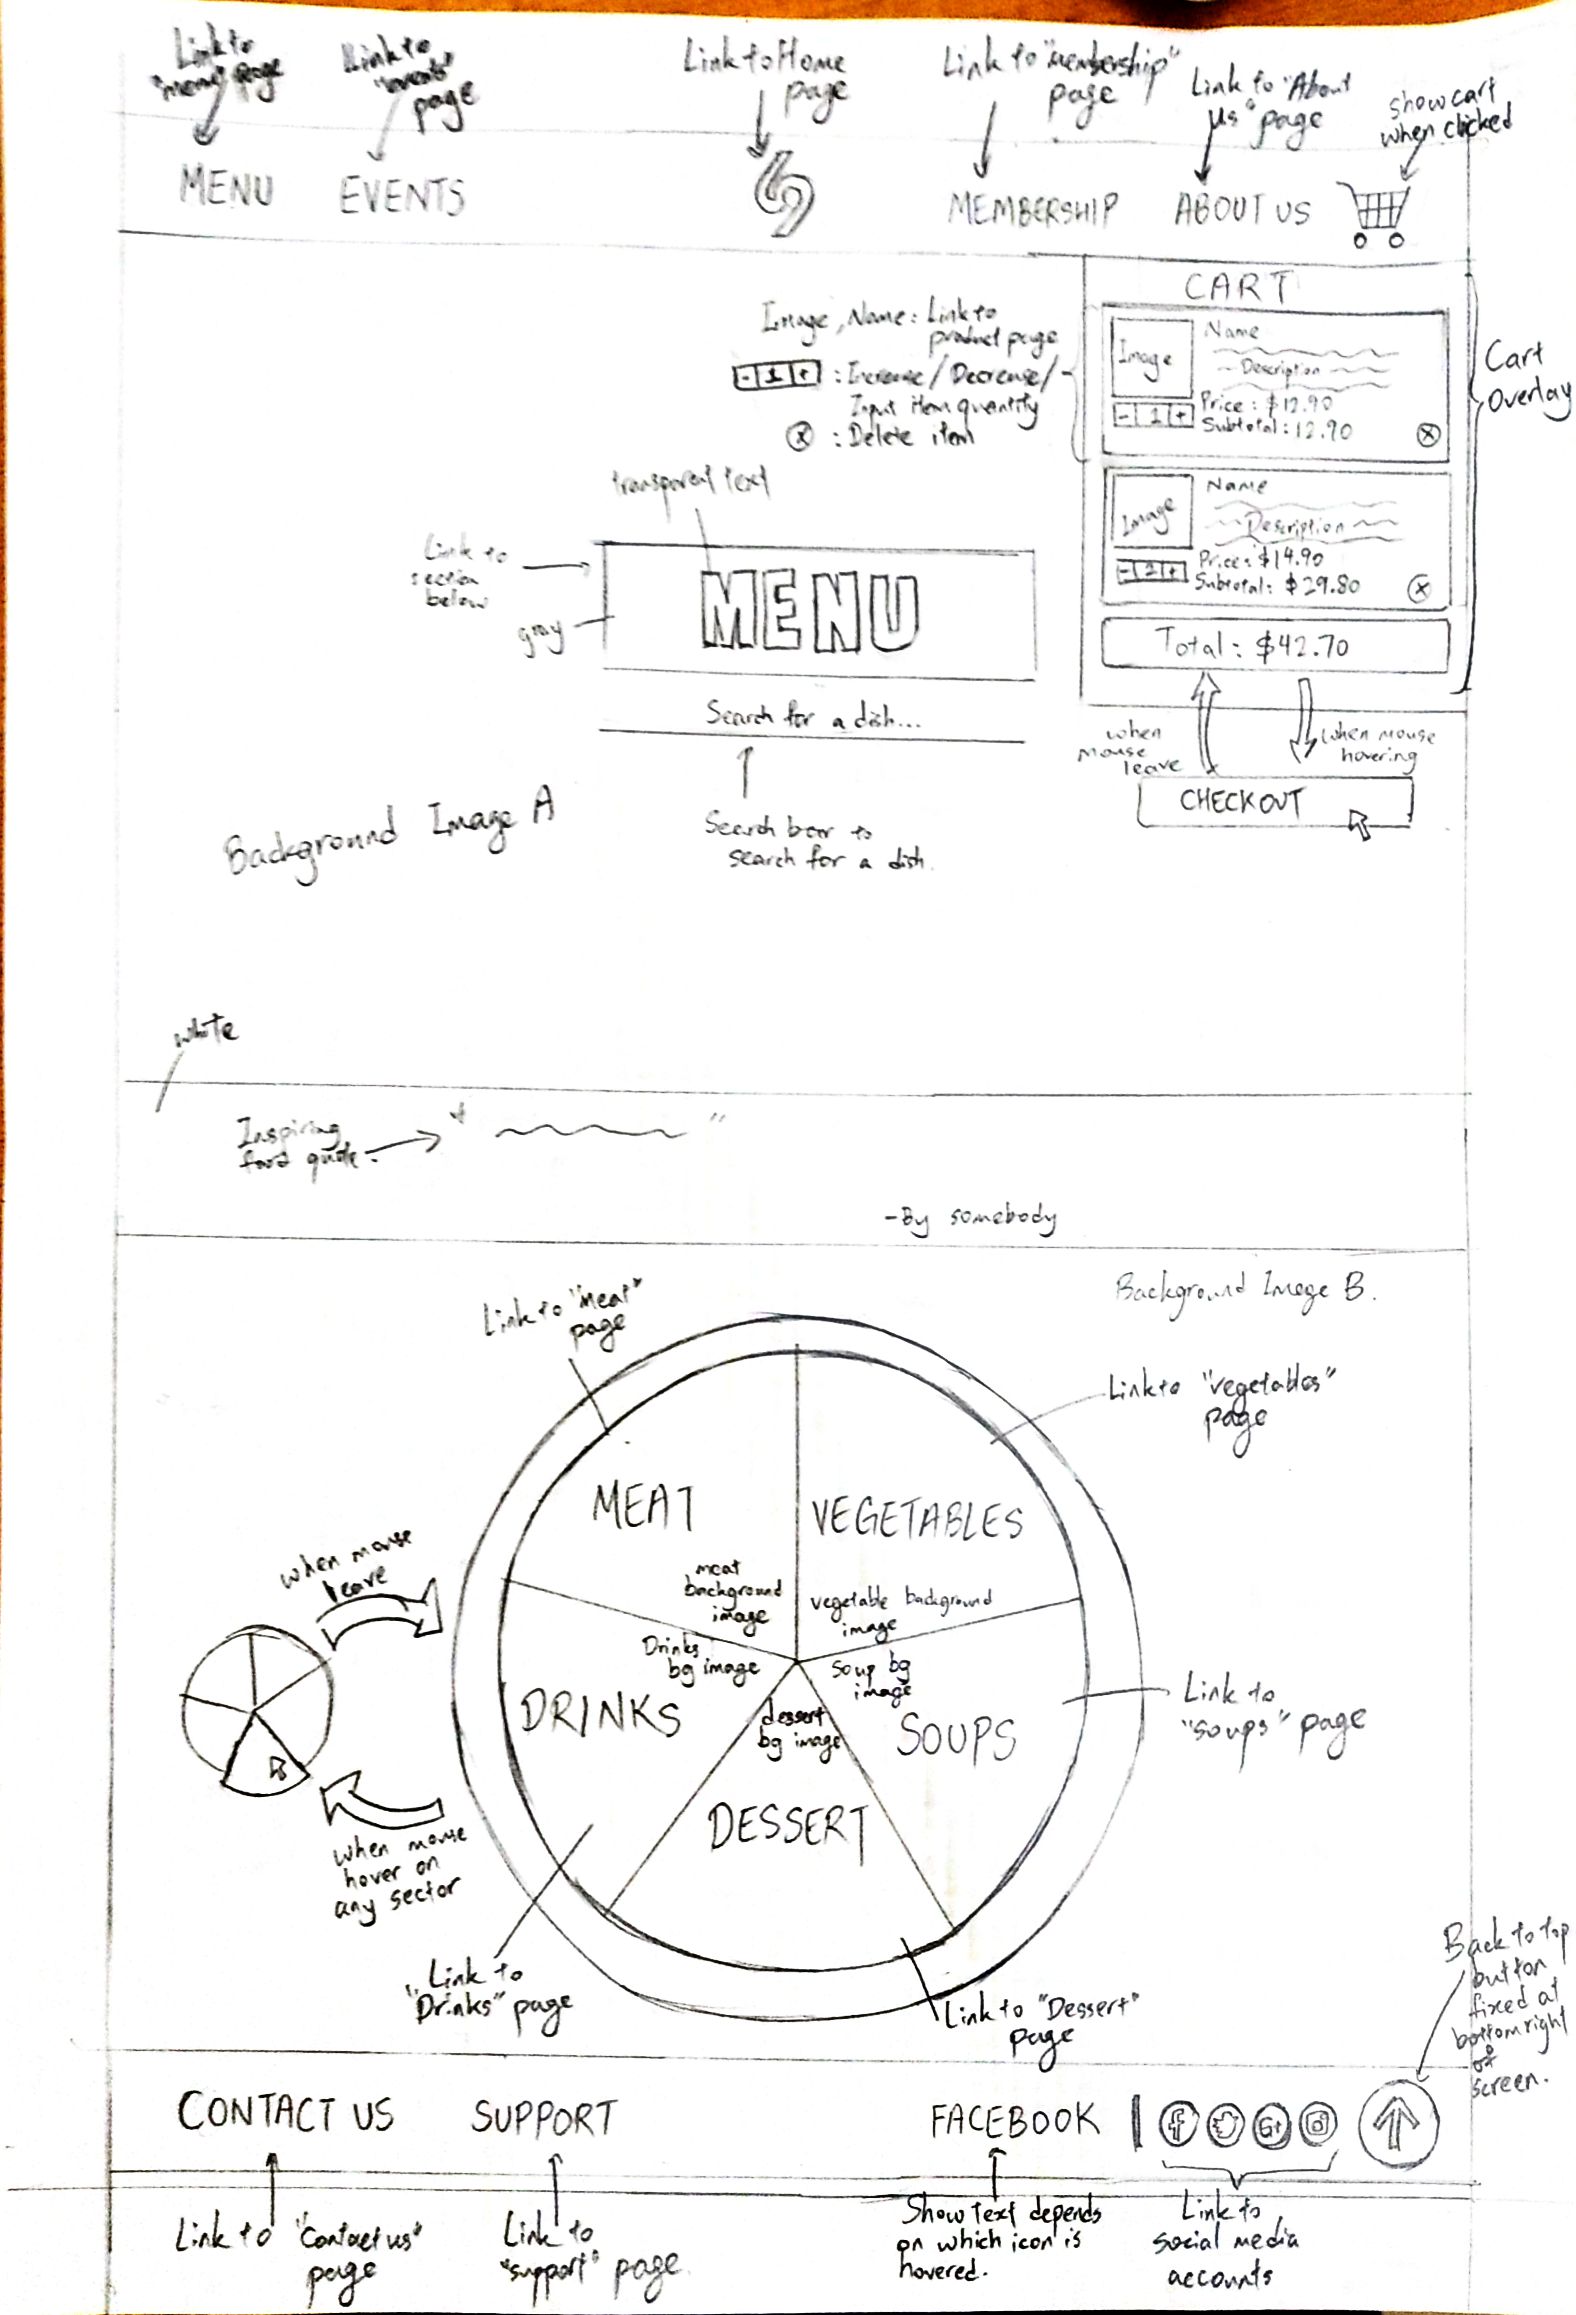 Link to
"menu" page
Link to
"events"
page
Link to Home
page
Link to "membership"
page
Link to "About
Us" page
show cart
when clicked
MENU
EVENTS
MEMBERSHIP
ABOUT US
CART
Image, Name: Link to
product page
- 1 + : Increase/Decrease/
Input item quantity
ⓧ : Delete item
Image
Name
Description
- 1 +
Price: $12.90
Subtotal: 12.90
ⓧ
Cart
Overlay
Image
Name
Description
- 1 +
Price: $14.90
Subtotal: $29.80
ⓧ
Total: $42.70
when
mouse
leave
when mouse
hovering
CHECKOUT
transparent text
Link to
section
below
gray
MENU
Search for a dish...
Search bar to
search for a dish.
Background Image A
white
Inspiring
food quote.
" "
-By somebody
Background Image B.
Link to "meat"
page
Link to "vegetables"
page
MEAT
VEGETABLES
meat
background
image
vegetable background
image
Drinks
bg image
soup bg
image
DRINKS
dessert
bg image
SOUPS
DESSERT
when mouse
leave
when mouse
hover on
any sector
Link to
"soups" page
Link to
"Drinks" page
Link to "Dessert"
page
Back to top
button
fixed at
bottom right
of
screen.
CONTACT US
SUPPORT
FACEBOOK
f
G+
Link to "Contact us"
page
Link to
"support" page
Show text depends
on which icon is
hovered.
Link to
social media
accounts